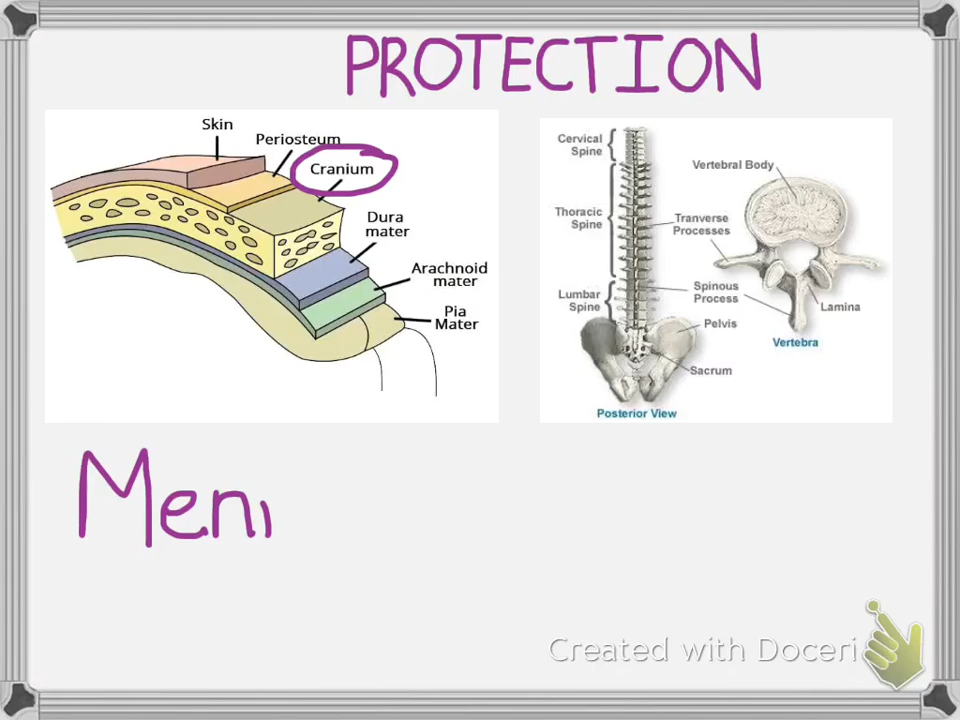 PROTECTION
Skin
Periosteum
Cranium
Dura
mater
Arachnoid
mater
Pia
Mater
Cervical
Spine
Thoracic
Spine
Lumbar
Spine
Pelvis
Sacrum
Posterior View
Vertebral Body
Tranverse
Processes
Spinous
Process
Lamina
Vertebra
Meni
Created with Doceri